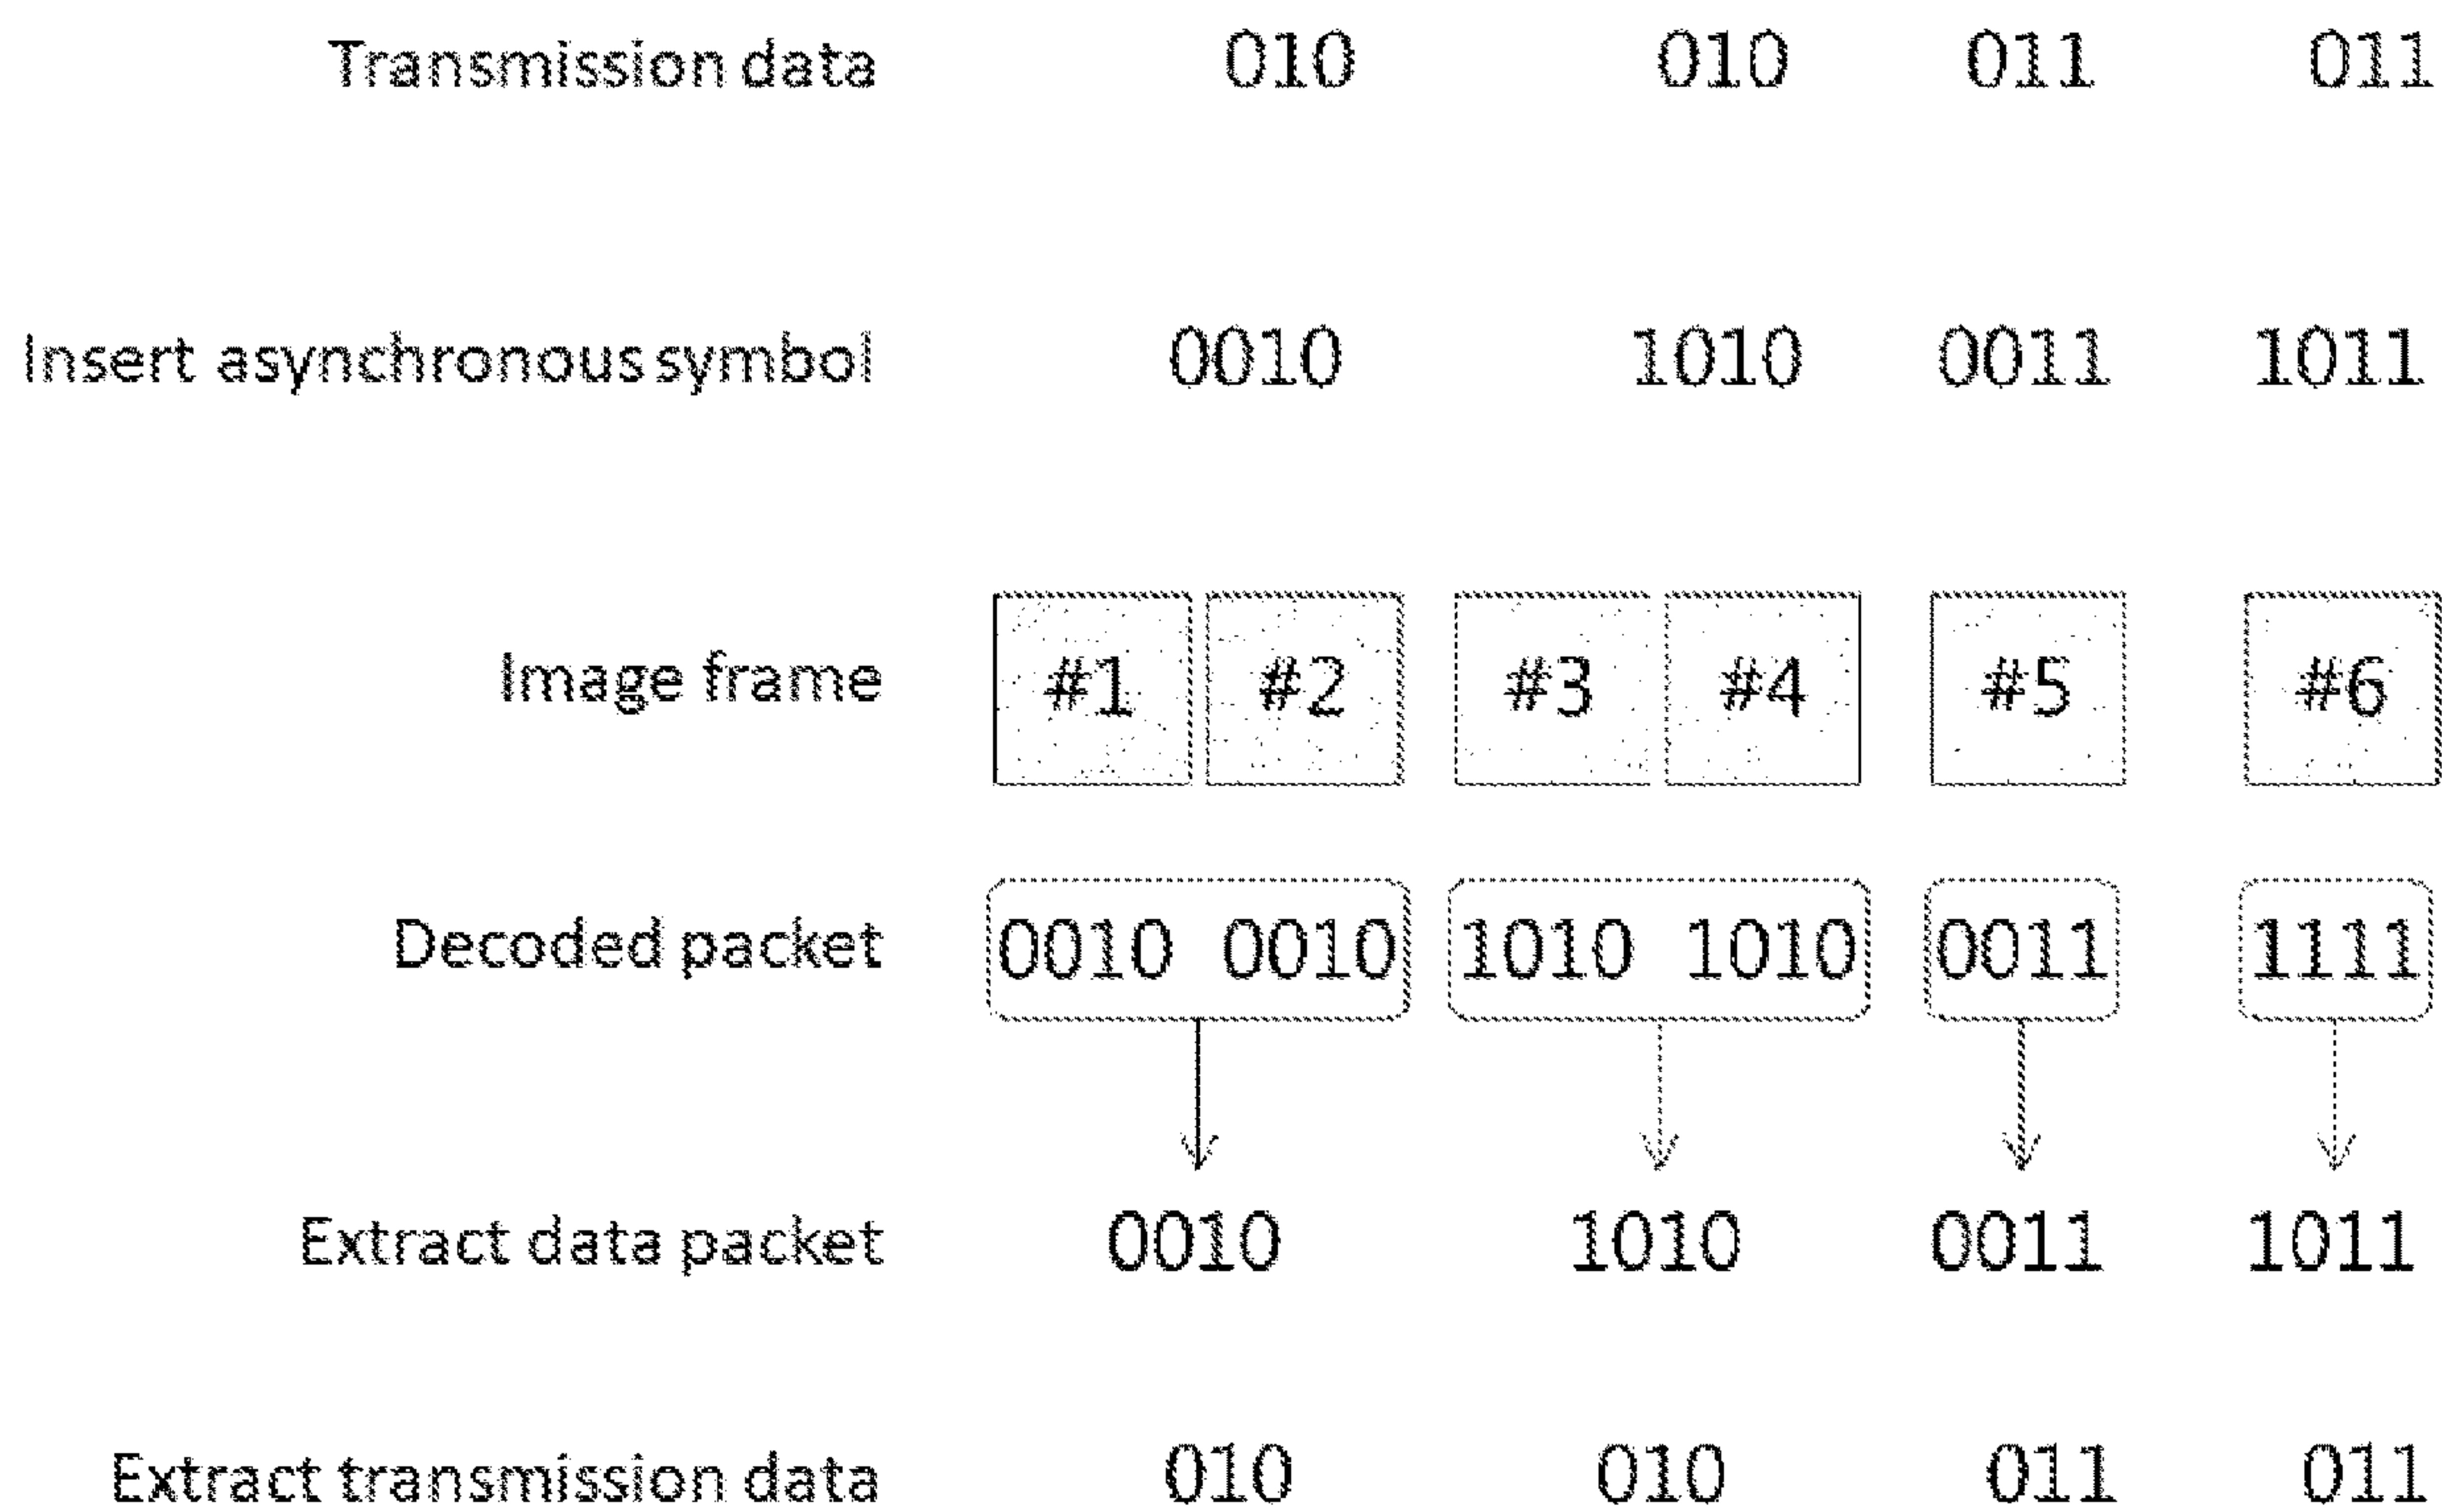 Transmission data 010 010 011 011
Insert asynchronous symbol 0010 1010 0011 1011
Image frame #1 #2 #3 #4 #5 #6
Decoded packet 0010 0010 1010 1010 0011 1111
Extract data packet 0010 1010 0011 1011
Extract transmission data 010 010 011 011